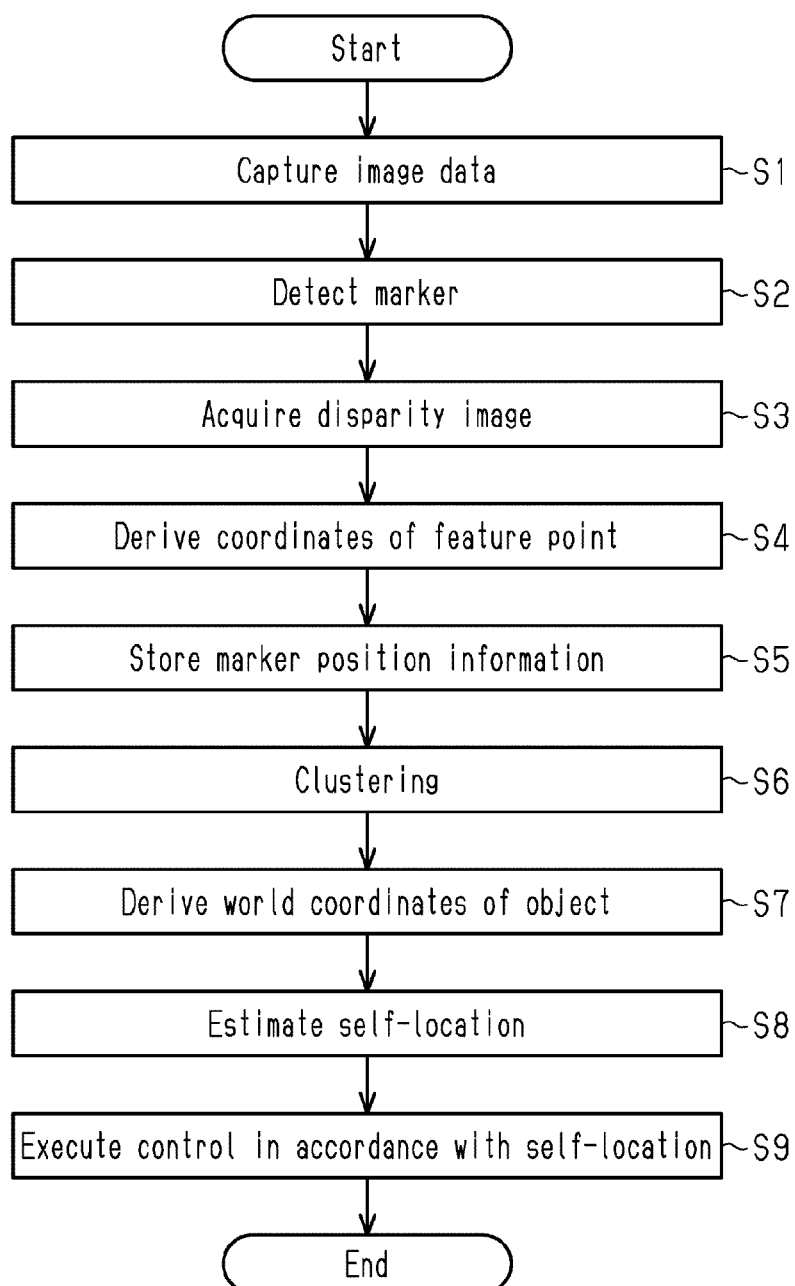 Start
Capture image data ~S1
Detect marker ~S2
Acquire disparity image ~S3
Derive coordinates of feature point ~S4
Store marker position information ~S5
Clustering ~S6
Derive world coordinates of object ~S7
Estimate self-location ~S8
Execute control in accordance with self-location ~S9
End